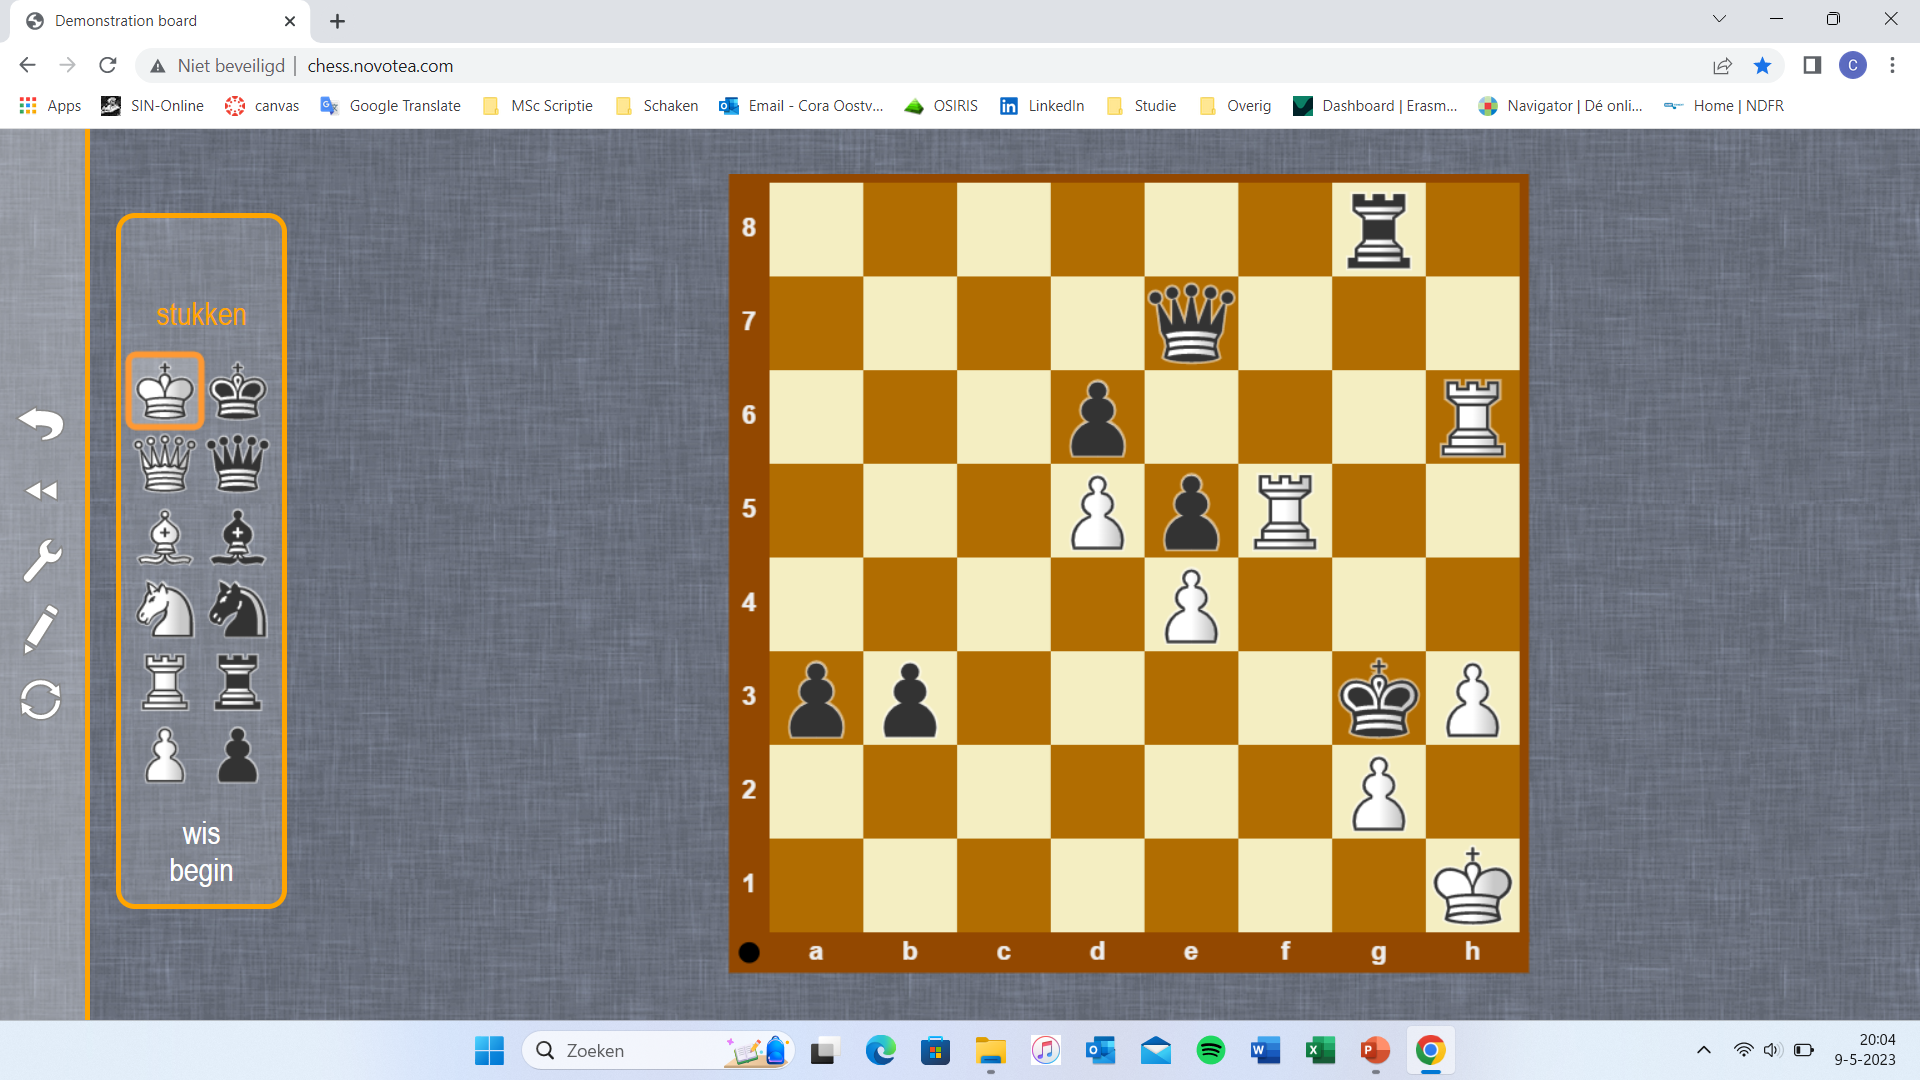 Demonstration board
Niet beveiligd | chess.novotea.com
C
Apps SIN-Online canvas Google Translate MSc Scriptie Schaken Email - Cora Oostv... OSIRIS LinkedIn Studie Overig Dashboard | Erasm... Navigator | Dé onli... Home | NDFR
stukken
wis
begin
8
7
6
5
4
3
2
1
a b c d e f g h
Zoeken
20:04
9-5-2023